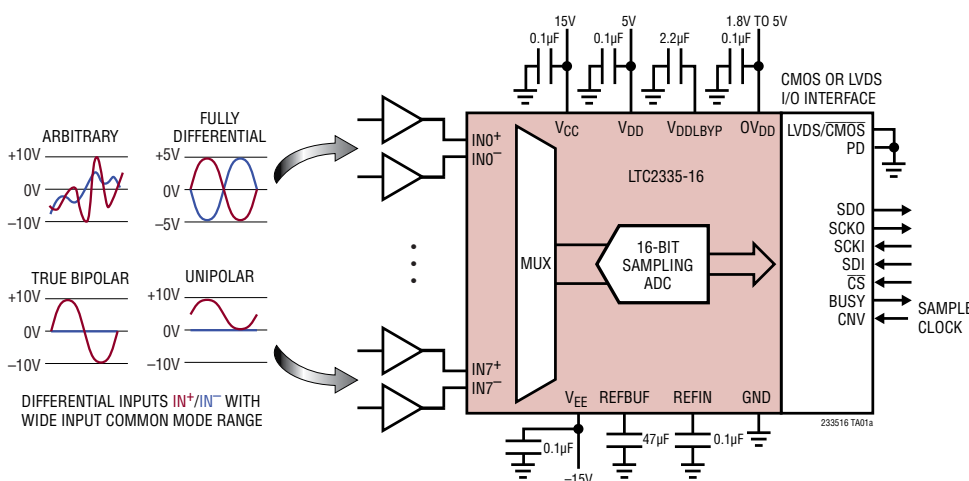 15V
5V
1.8V TO 5V
0.1µF
0.1µF
2.2µF
0.1µF
CMOS OR LVDS
I/O INTERFACE
ARBITRARY
FULLY
DIFFERENTIAL
+10V
0V
–10V
+5V
0V
–5V
TRUE BIPOLAR
UNIPOLAR
+10V
0V
–10V
+10V
0V
–10V
DIFFERENTIAL INPUTS IN+/IN– WITH
WIDE INPUT COMMON MODE RANGE
IN0+
IN0–
IN7+
IN7–
VCC
VDD
VDDLBYP
OVDD
LTC2335-16
MUX
16-BIT
SAMPLING
ADC
VEE
REFBUF
REFIN
GND
LVDS/C̅M̅O̅S̅
PD
SDO
SCKO
SCKI
SDI
C̅S̅
BUSY
CNV
SAMPLE
CLOCK
233516 TA01a
0.1µF
47µF
0.1µF
–15V